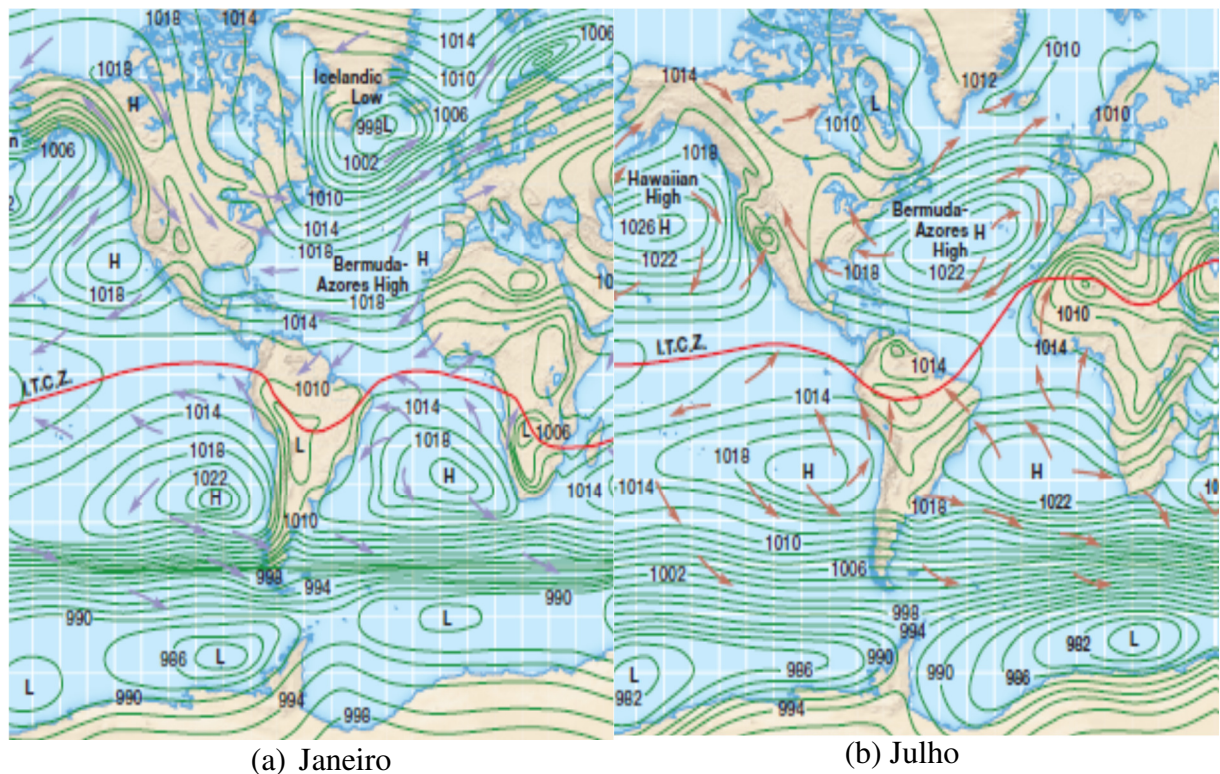 1018
1014
1014
1006
1018
1010
H
Icelandic
Low
998 L
1006
n
1006
1002
1010
1014
1018
H
H
Bermuda-
Azores High
1018
1018
1014
I.T.C.Z.
1010
1014
1014
1018
L
L 1006
1018
1022
H
H
1014
1010
998
994
990
990
L
986
L
L
990
994
998
(a) Janeiro
1014
1012
1010
L
1010
1010
1018
Hawaiian
High
1026 H
Bermuda-
Azores
High
H
1022
1018
1022
1010
I.T.C.Z.
1014
1014
1014
1018
H
H
1014
1022
10
1018
1010
1002
1006
998
994
982
L
990
L
986
990
986
982
994
(b) Julho